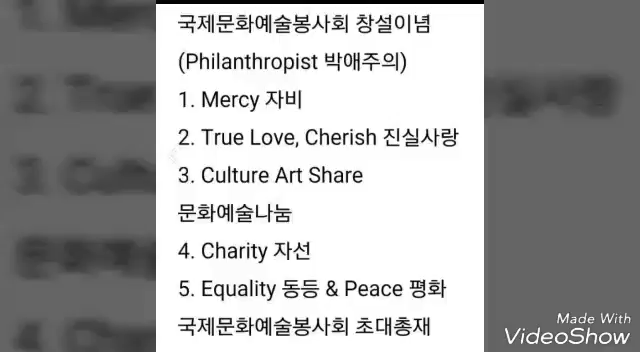 국제문화예술봉사회 창설이념
(Philanthropist 박애주의)
1. Mercy 자비
2. True Love, Cherish 진실사랑
3. Culture Art Share
문화예술나눔
4. Charity 자선
5. Equality 동등 & Peace 평화
국제문화예술봉사회 초대총재
Made With
VideoShow